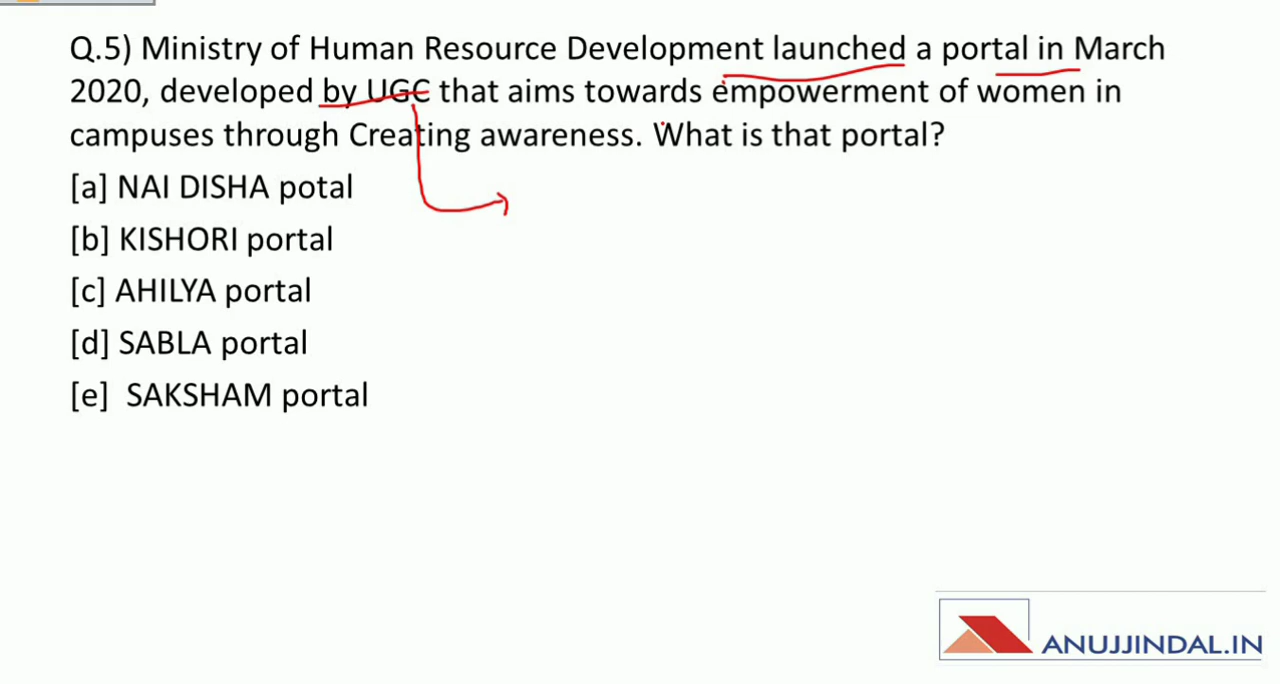 Q.5) Ministry of Human Resource Development launched a portal in March
2020, developed by UGC that aims towards empowerment of women in
campuses through Creating awareness. What is that portal?
[a] NAI DISHA potal
[b] KISHORI portal
[c] AHILYA portal
[d] SABLA portal
[e] SAKSHAM portal
ANUJJINDAL.IN